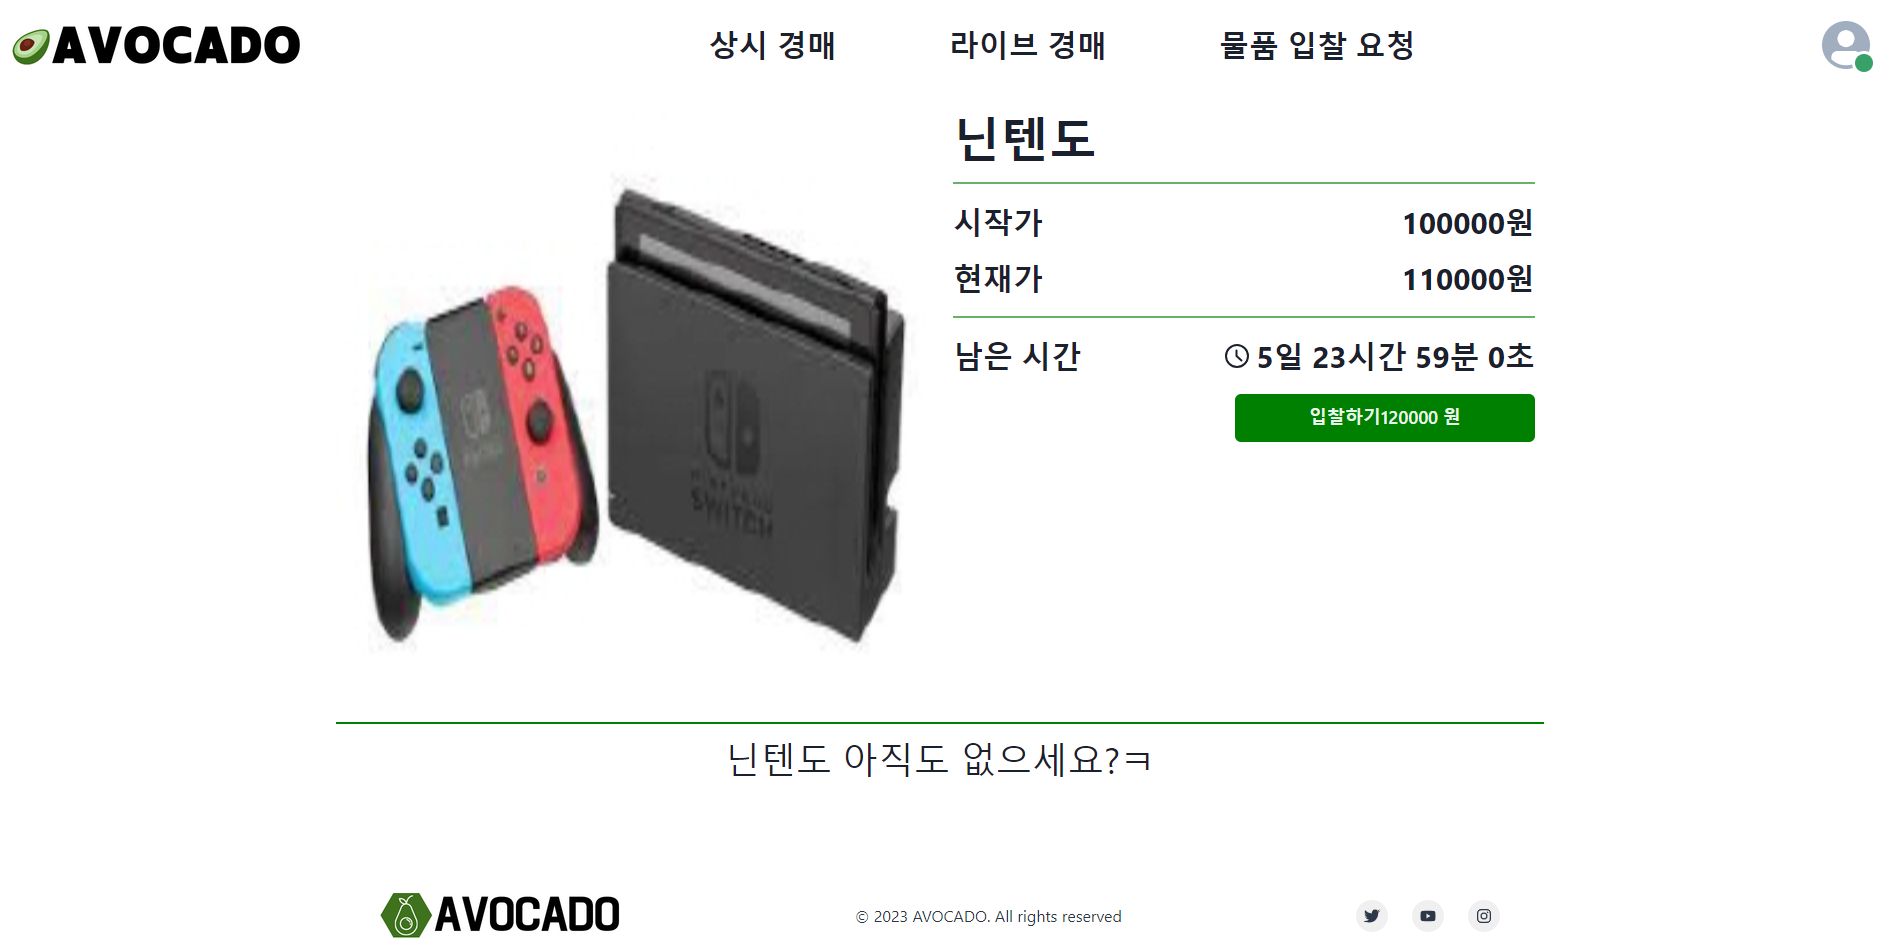 AVOCADO
상시 경매
라이브 경매
물품 입찰 요청
닌텐도
시작가 100000원
현재가 110000원
남은 시간 5일 23시간 59분 0초
입찰하기120000 원
SWITCH
닌텐도 아직도 없으세요?ㅋ
AVOCADO
© 2023 AVOCADO. All rights reserved